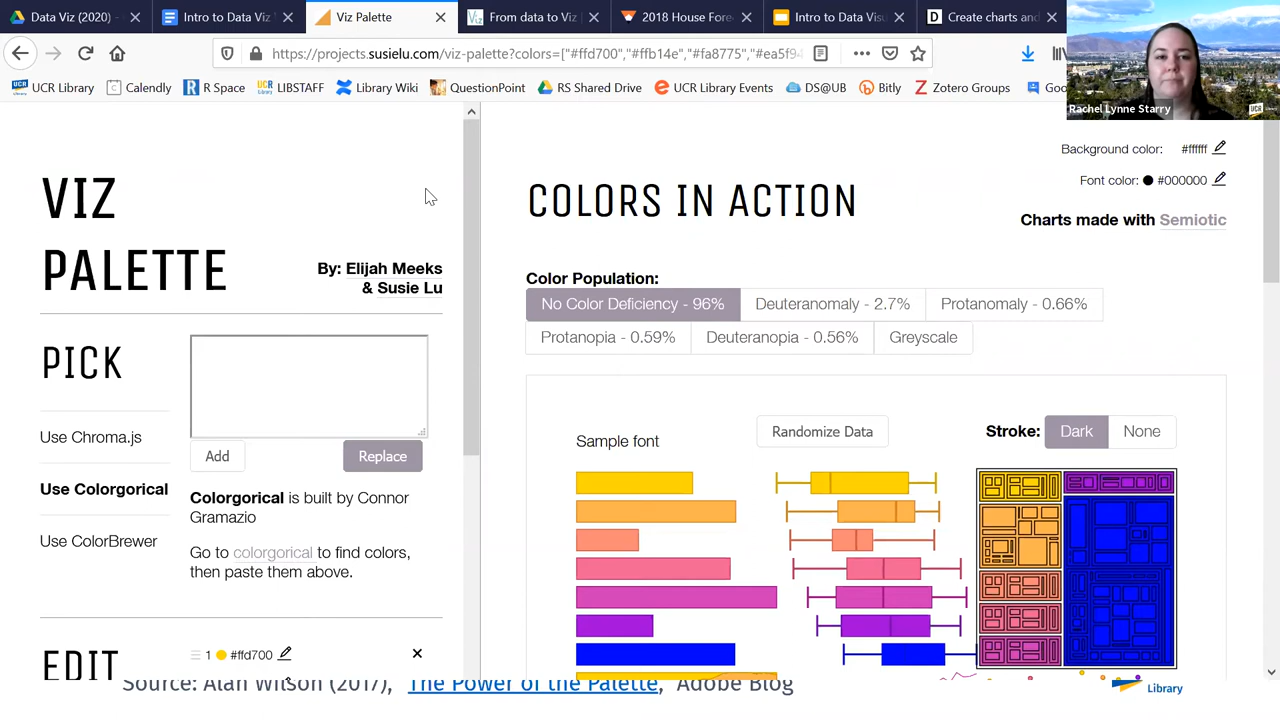 Data Viz (2020)
Intro to Data Viz
Viz Palette
From data to Viz
2018 House Fore
Intro to Data Visu
Create charts and
https://projects.susielu.com/viz-palette?colors=["#ffd700","#ffb14e","#fa8775","#ea5f94
UCR Library
Calendly
R Space
LIBSTAFF
Library Wiki
QuestionPoint
RS Shared Drive
UCR Library Events
DS@UB
Bitly
Zotero Groups
Goo
Rachel Lynne Starry
UCR
VIZ
PALETTE
By: Elijah Meeks
& Susie Lu
PICK
Use Chroma.js
Use Colorgorical
Use ColorBrewer
Add
Replace
Colorgorical is built by Connor
Gramazio
Go to colorgorical to find colors,
then paste them above.
EDIT
1 #ffd700
COLORS IN ACTION
Background color: #ffffff
Font color: #000000
Charts made with Semiotic
Color Population:
No Color Deficiency - 96%
Deuteranomaly - 2.7%
Protanomaly - 0.66%
Protanopia - 0.59%
Deuteranopia - 0.56%
Greyscale
Sample font
Randomize Data
Stroke: Dark None
Source: Alan Wilson (2017), The Power of the Palette, Adobe Blog
Library